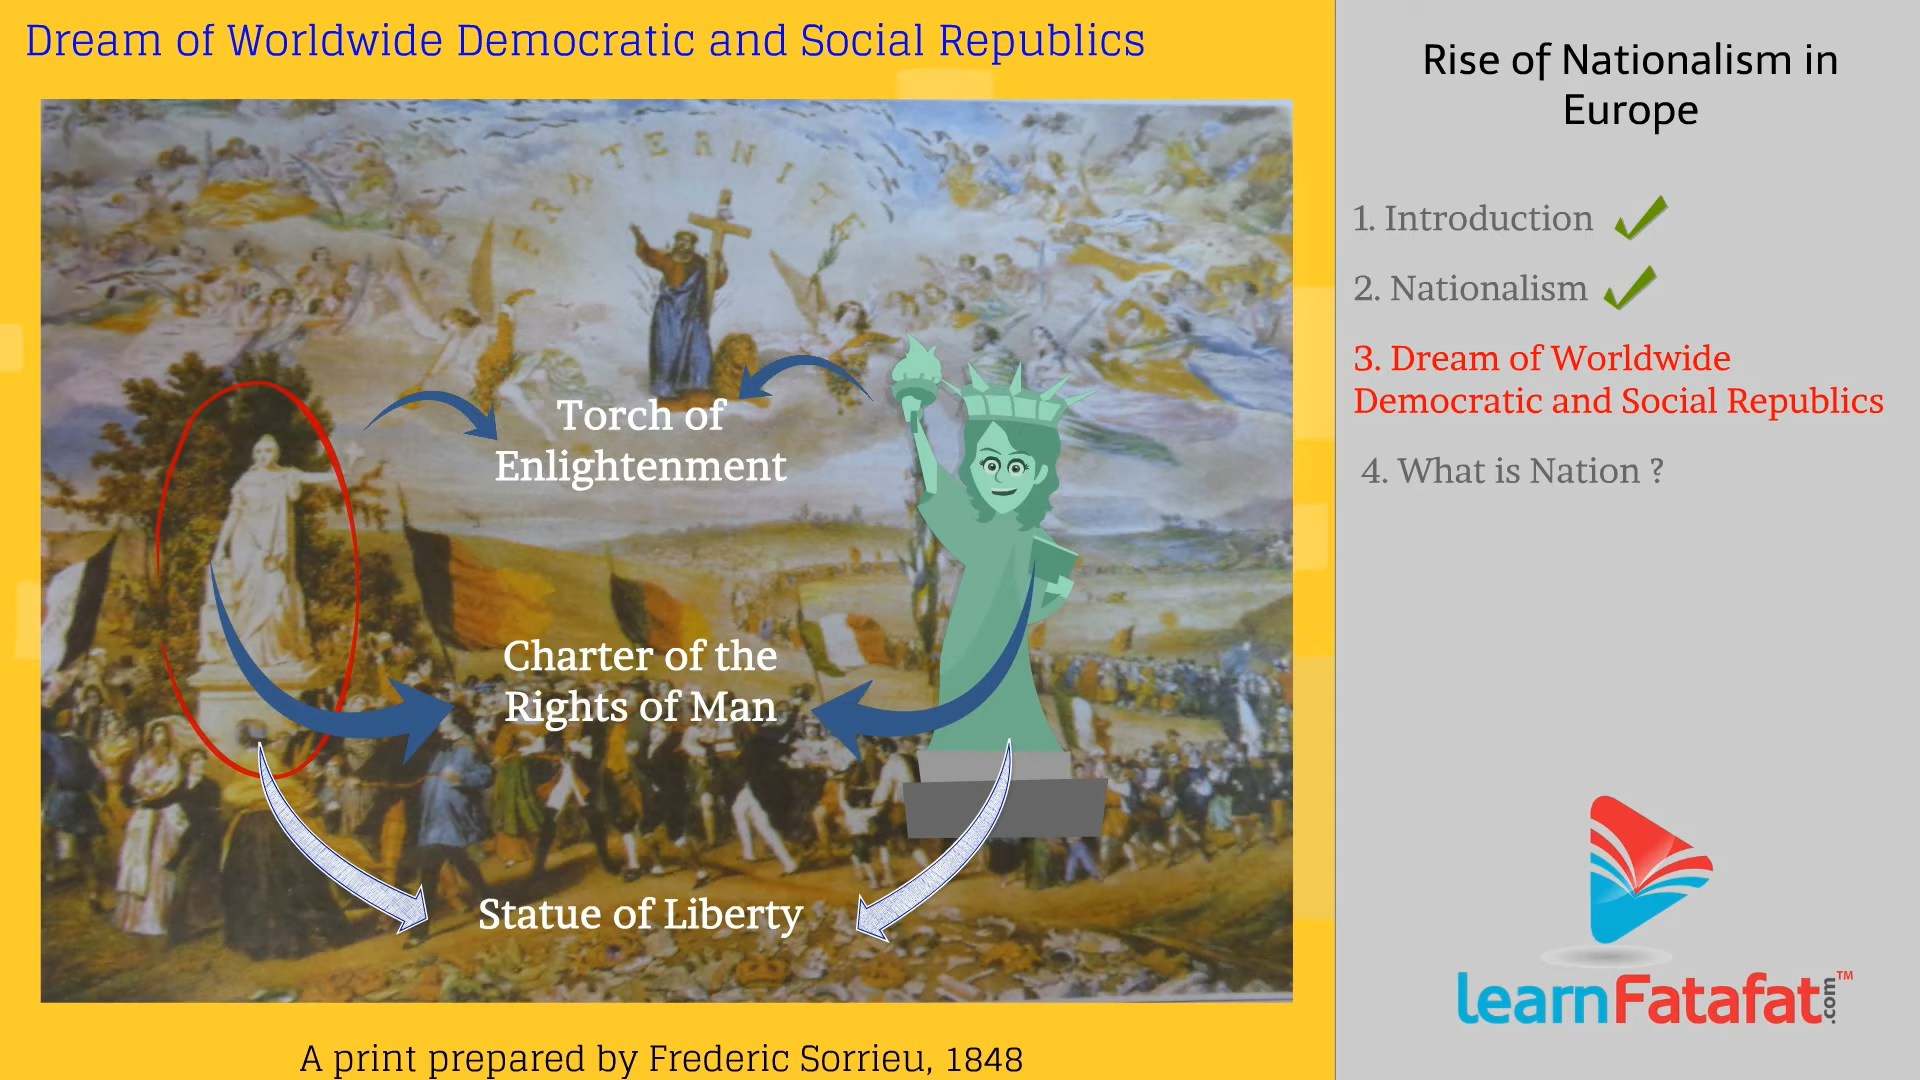 Dream of Worldwide Democratic and Social Republics
FRATERNITE
Torch of
Enlightenment
Charter of the
Rights of Man
Statue of Liberty
A print prepared by Frederic Sorrieu, 1848
Rise of Nationalism in
Europe
1. Introduction
2. Nationalism
3. Dream of Worldwide
Democratic and Social Republics
4. What is Nation ?
learnFatafat.com™